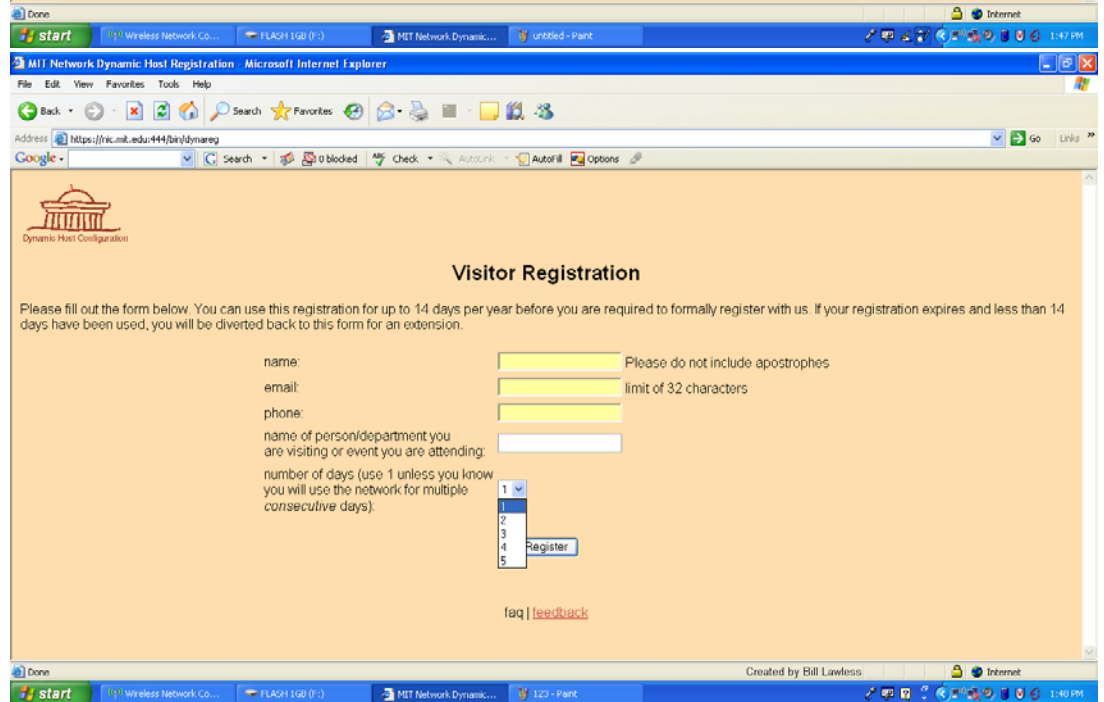 Done Internet
start Wireless Network Co... FLASH 1GB (F:) MIT Network Dynamic... untitled - Paint 1:47 PM
MIT Network Dynamic Host Registration - Microsoft Internet Explorer
File Edit View Favorites Tools Help
Back Search Favorites
Address https://nic.mit.edu:444/bin/dynareg Go Links »
Google Search 0 blocked Check AutoLink AutoFill Options
Dynamic Host Configuration
Visitor Registration
Please fill out the form below. You can use this registration for up to 14 days per year before you are required to formally register with us. If your registration expires and less than 14
days have been used, you will be diverted back to this form for an extension.
name: Please do not include apostrophes
email: limit of 32 characters
phone:
name of person/department you
are visiting or event you are attending:
number of days (use 1 unless you know
you will use the network for multiple
consecutive days):
1
1
2
3
4
5
Register
faq | feedback
Done Created by Bill Lawless Internet
start Wireless Network Co... FLASH 1GB (F:) MIT Network Dynamic... 123 - Paint 1:48 PM